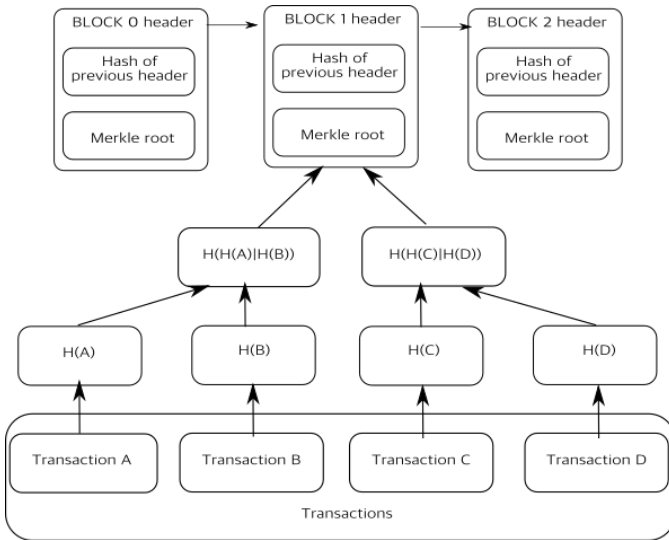 BLOCK 0 header
Hash of
previous header
Merkle root
BLOCK 1 header
Hash of
previous header
Merkle root
BLOCK 2 header
Hash of
previous header
Merkle root
H(H(A)|H(B))
H(H(C)|H(D))
H(A)
H(B)
H(C)
H(D)
Transaction A
Transaction B
Transaction C
Transaction D
Transactions